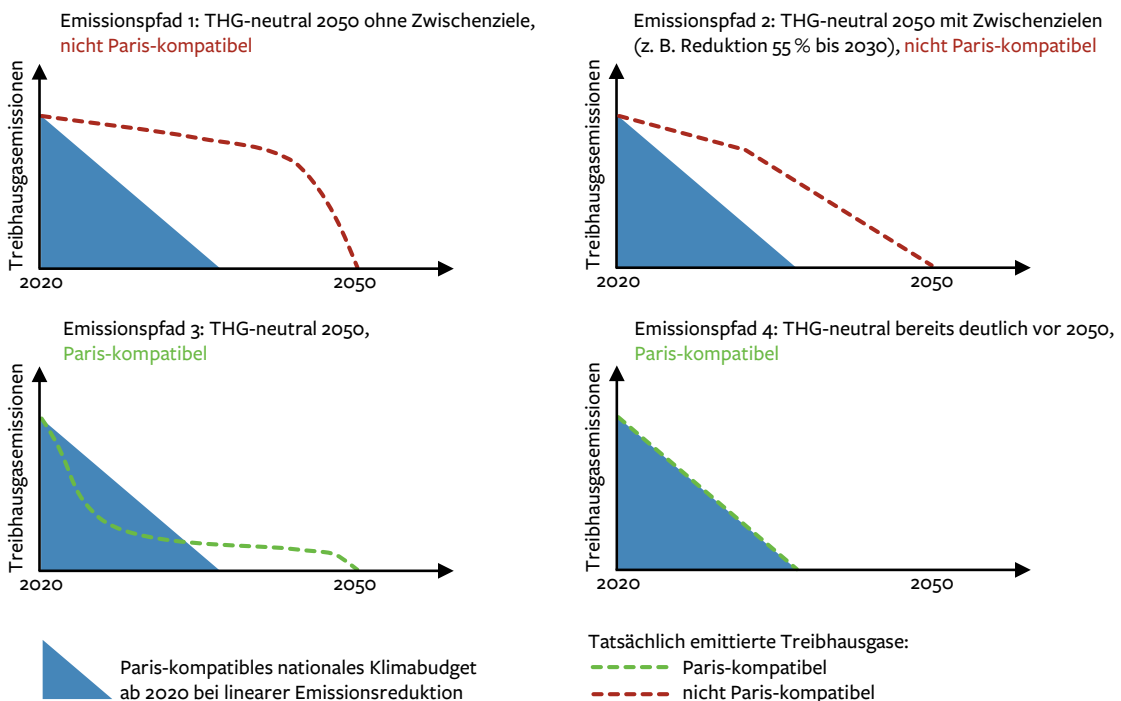 Emissionspfad 1: THG-neutral 2050 ohne Zwischenziele,
nicht Paris-kompatibel
Treibhausgasemissionen
2020
2050
Emissionspfad 2: THG-neutral 2050 mit Zwischenzielen
(z. B. Reduktion 55 % bis 2030), nicht Paris-kompatibel
Treibhausgasemissionen
2020
2050
Emissionspfad 3: THG-neutral 2050,
Paris-kompatibel
Treibhausgasemissionen
2020
2050
Emissionspfad 4: THG-neutral bereits deutlich vor 2050,
Paris-kompatibel
Treibhausgasemissionen
2020
2050
Paris-kompatibles nationales Klimabudget
ab 2020 bei linearer Emissionsreduktion
Tatsächlich emittierte Treibhausgase:
Paris-kompatibel
nicht Paris-kompatibel